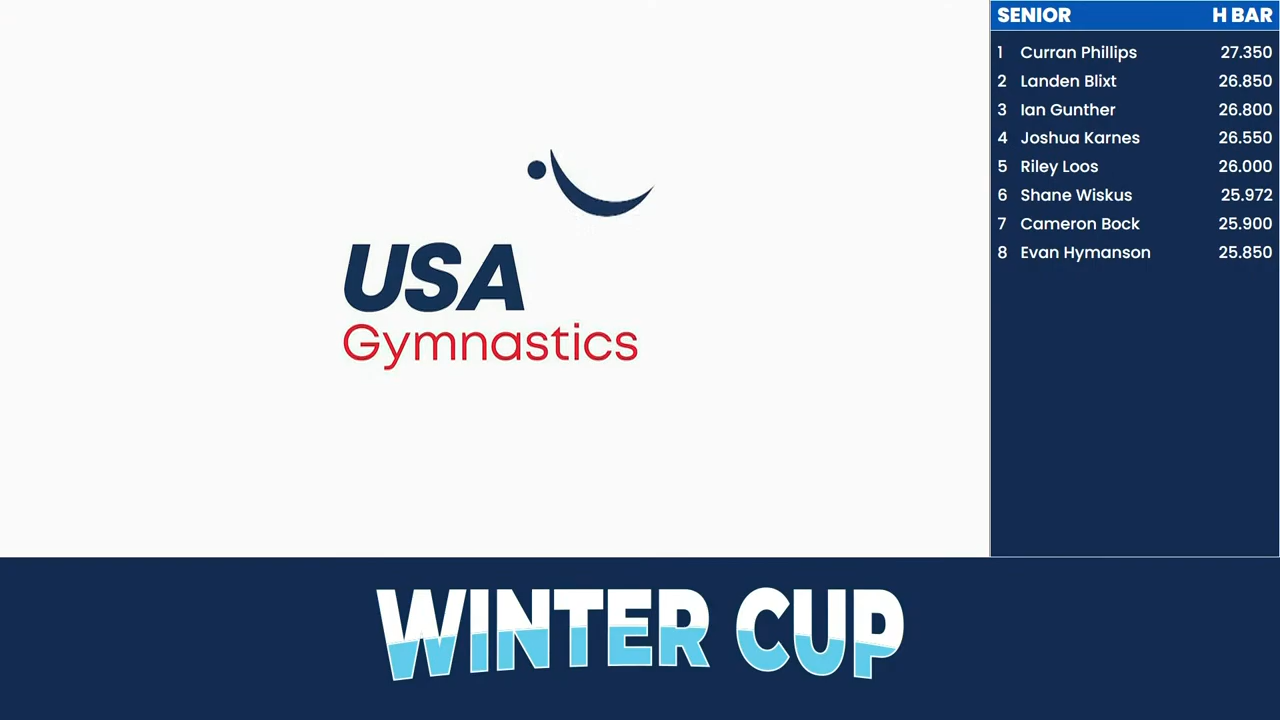 SENIOR H BAR
1 Curran Phillips 27.350
2 Landen Blixt 26.850
3 Ian Gunther 26.800
4 Joshua Karnes 26.550
5 Riley Loos 26.000
6 Shane Wiskus 25.972
7 Cameron Bock 25.900
8 Evan Hymanson 25.850
USA
Gymnastics
WINTER CUP